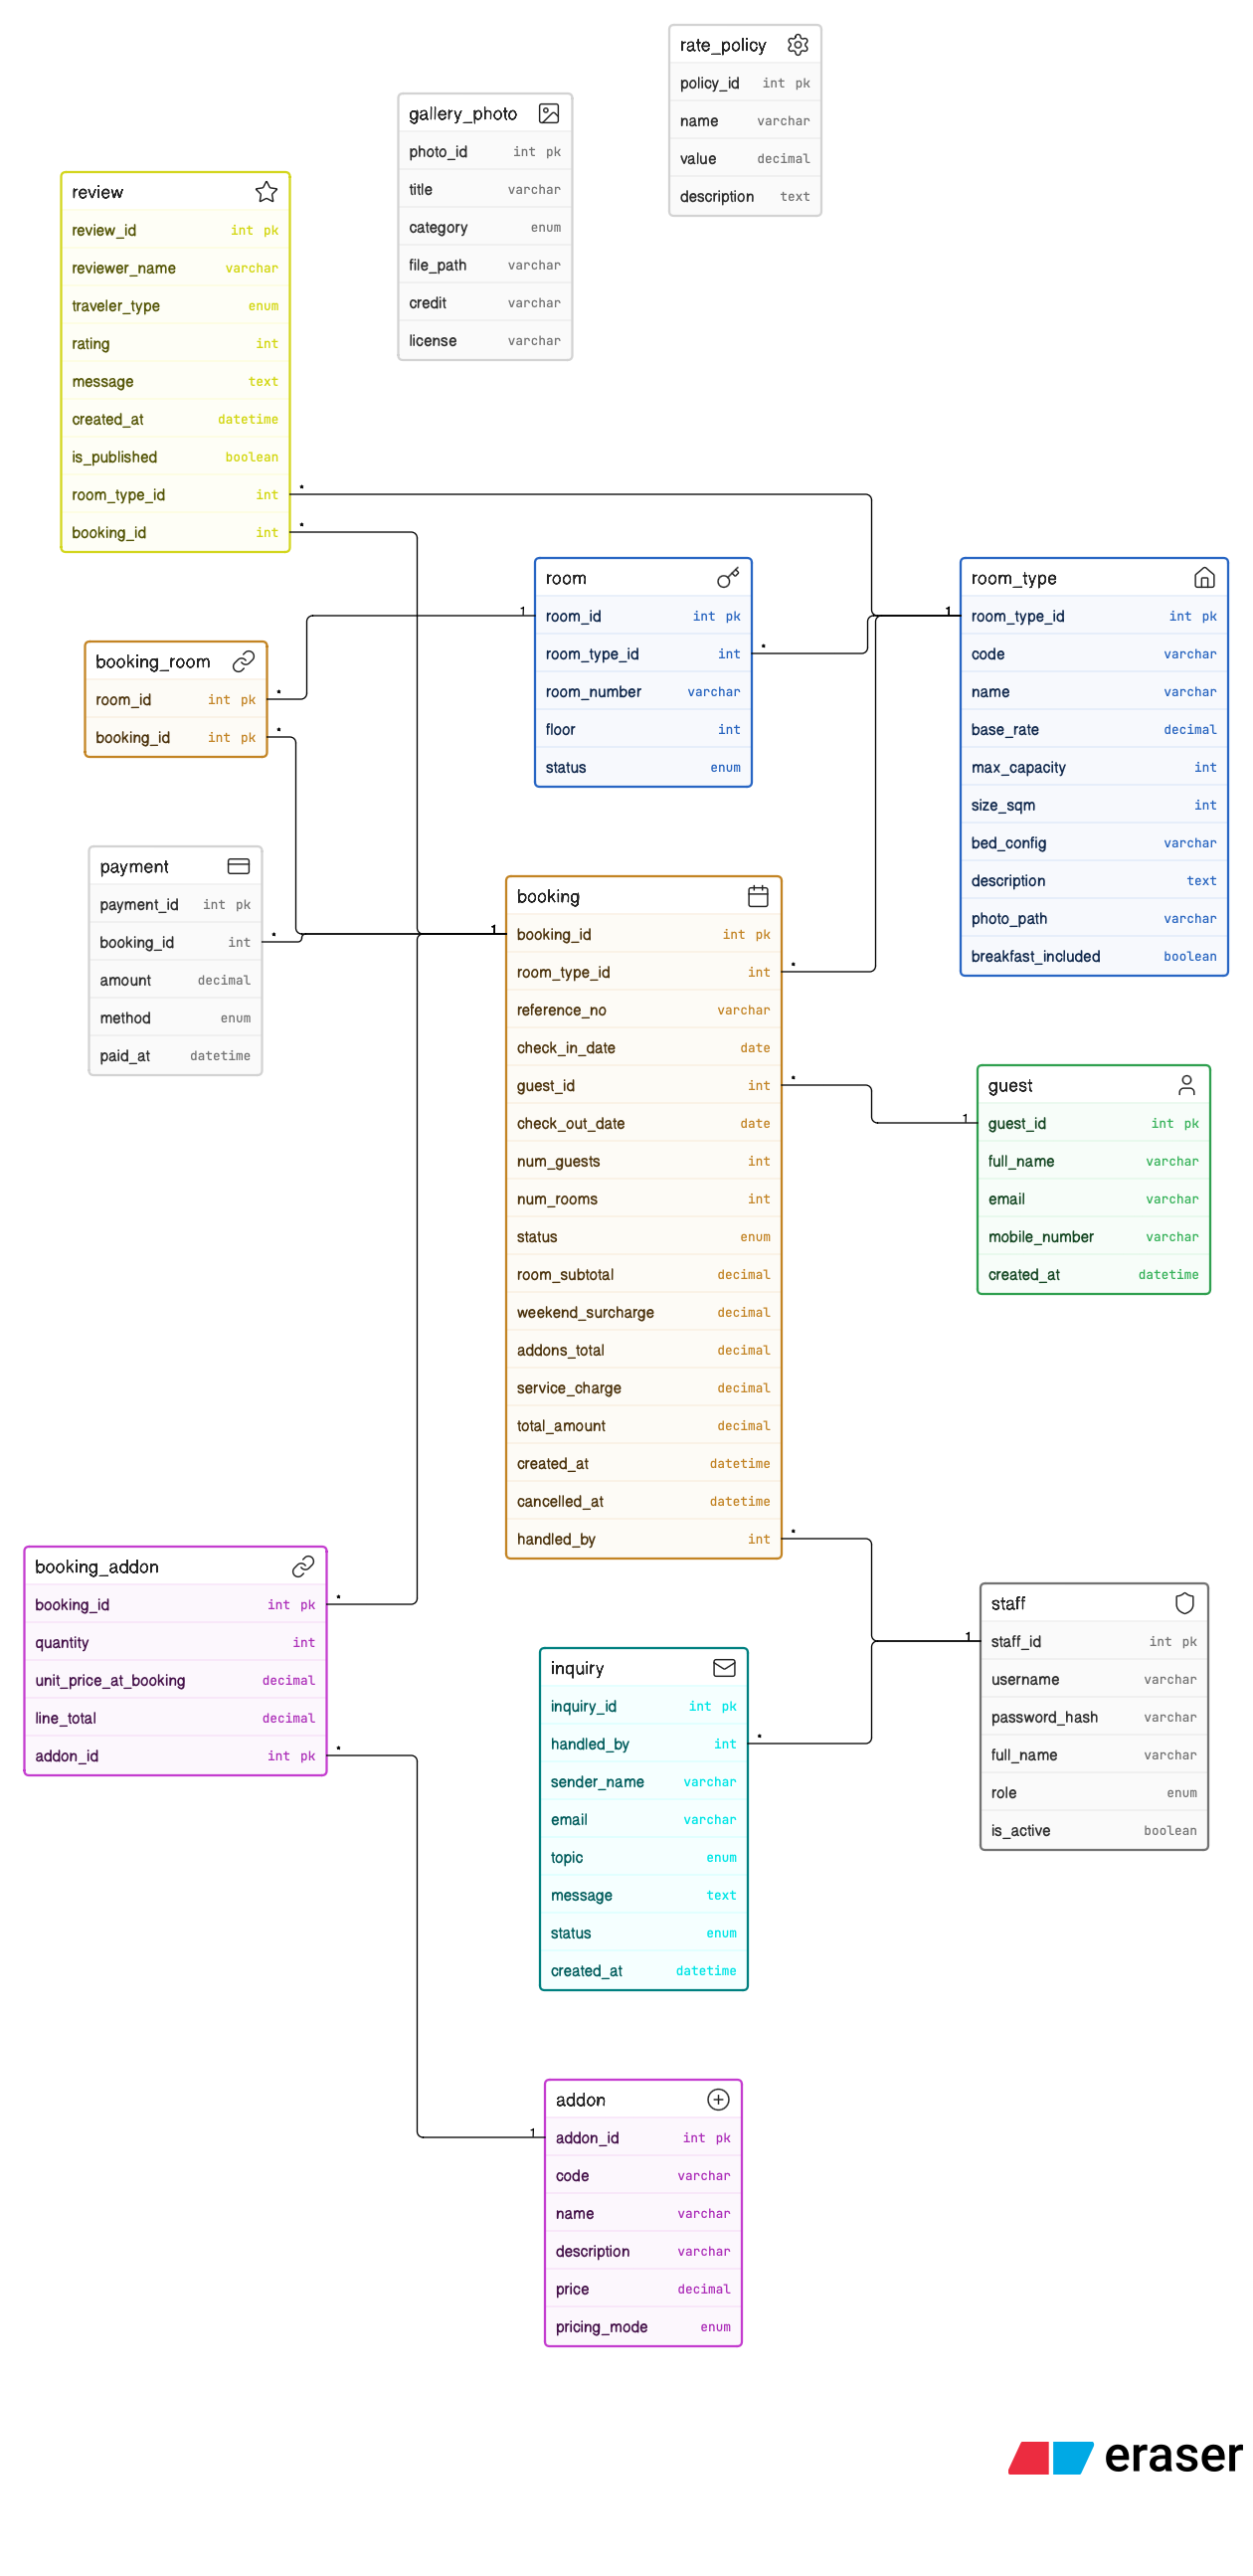 rate_policy
policy_id int pk
name varchar
value decimal
description text
gallery_photo
photo_id int pk
title varchar
category enum
file_path varchar
credit varchar
license varchar
review
review_id int pk
reviewer_name varchar
traveler_type enum
rating int
message text
created_at datetime
is_published boolean
room_type_id int
booking_id int
*
*
room
room_id int pk
room_type_id int
room_number varchar
floor int
status enum
1
*
room_type
room_type_id int pk
code varchar
name varchar
base_rate decimal
max_capacity int
size_sqm int
bed_config varchar
description text
photo_path varchar
breakfast_included boolean
1
booking_room
room_id int pk
booking_id int pk
*
*
payment
payment_id int pk
booking_id int
amount decimal
method enum
paid_at datetime
*
booking
booking_id int pk
room_type_id int
reference_no varchar
check_in_date date
guest_id int
check_out_date date
num_guests int
num_rooms int
status enum
room_subtotal decimal
weekend_surcharge decimal
addons_total decimal
service_charge decimal
total_amount decimal
created_at datetime
cancelled_at datetime
handled_by int
1
*
*
*
guest
guest_id int pk
full_name varchar
email varchar
mobile_number varchar
created_at datetime
1
booking_addon
booking_id int pk
quantity int
unit_price_at_booking decimal
line_total decimal
addon_id int pk
*
*
staff
staff_id int pk
username varchar
password_hash varchar
full_name varchar
role enum
is_active boolean
1
inquiry
inquiry_id int pk
handled_by int
sender_name varchar
email varchar
topic enum
message text
status enum
created_at datetime
*
addon
addon_id int pk
code varchar
name varchar
description varchar
price decimal
pricing_mode enum
1
eraser